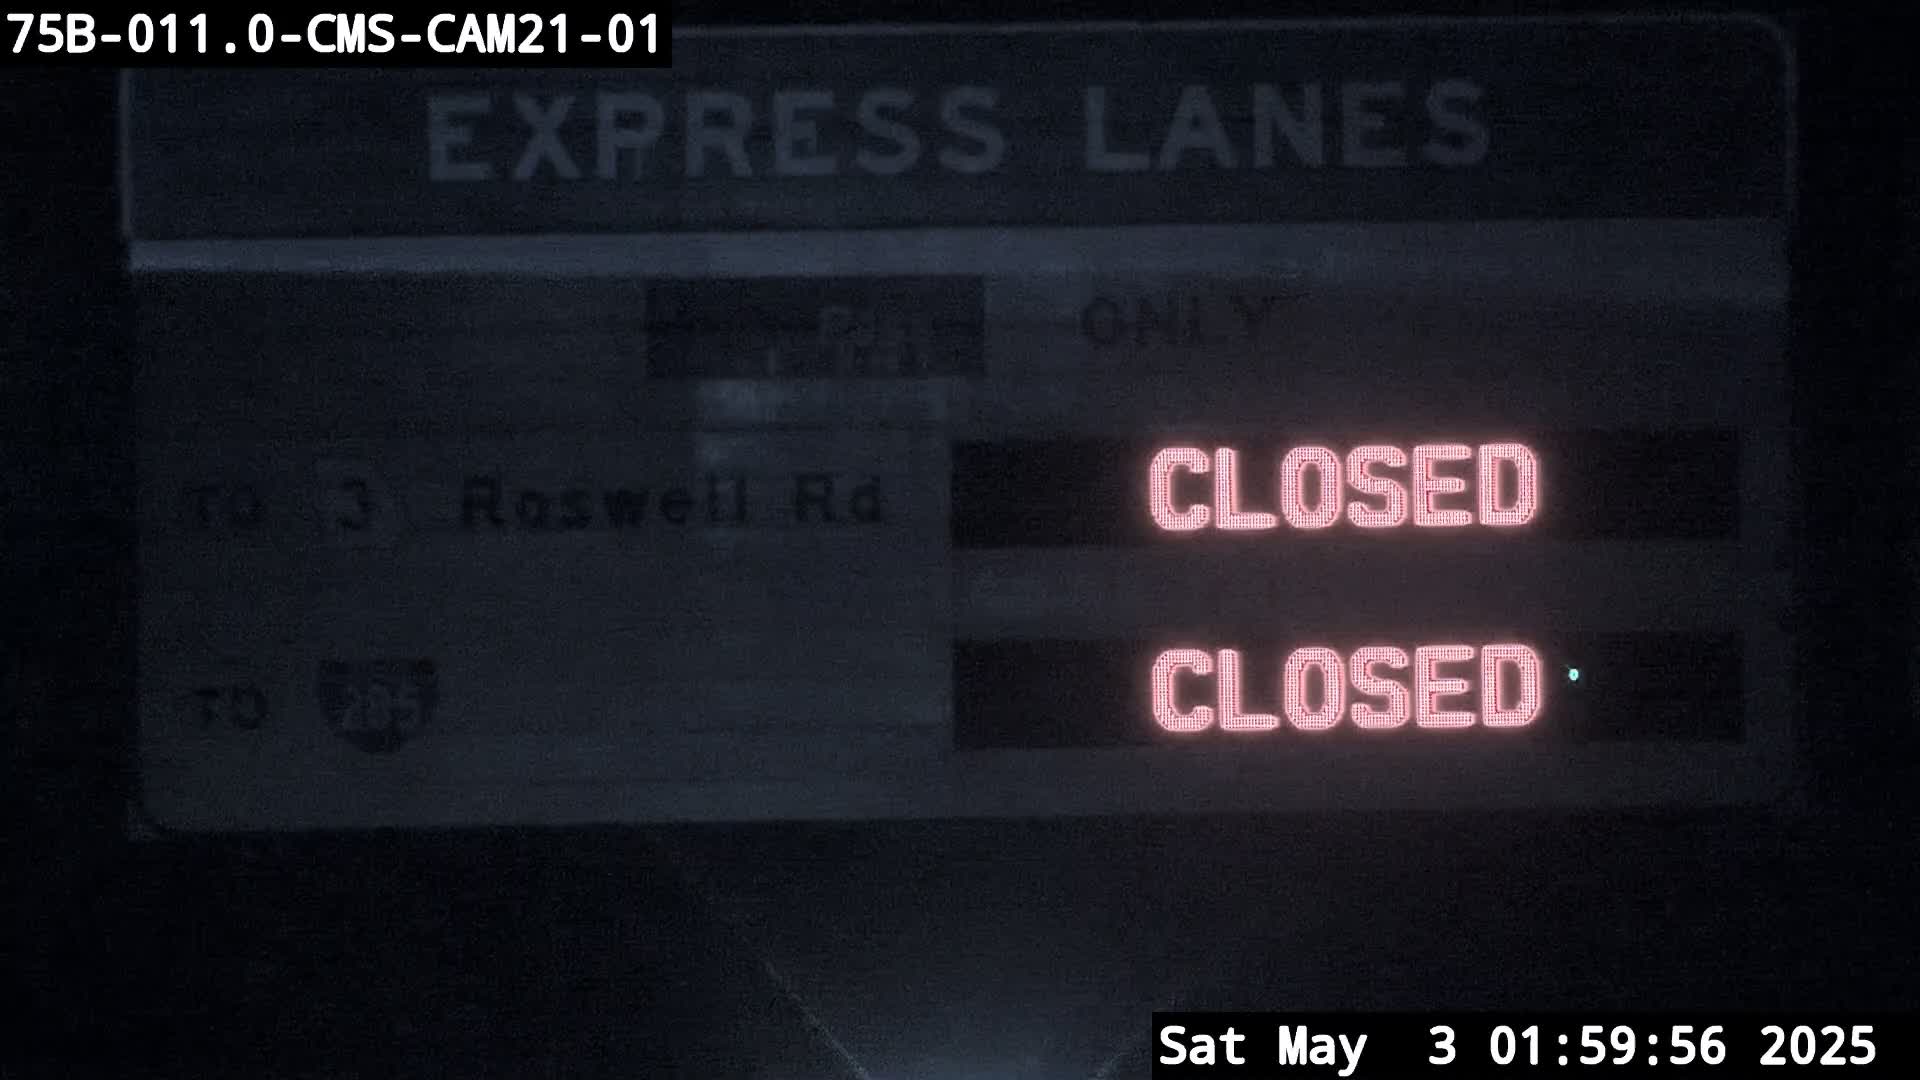 75B-011.0-CMS-CAM21-01
EXPRESS LANES
ONLY
TO 3 Roswell Rd CLOSED
TO 285 CLOSED
Sat May 3 01:59:56 2025